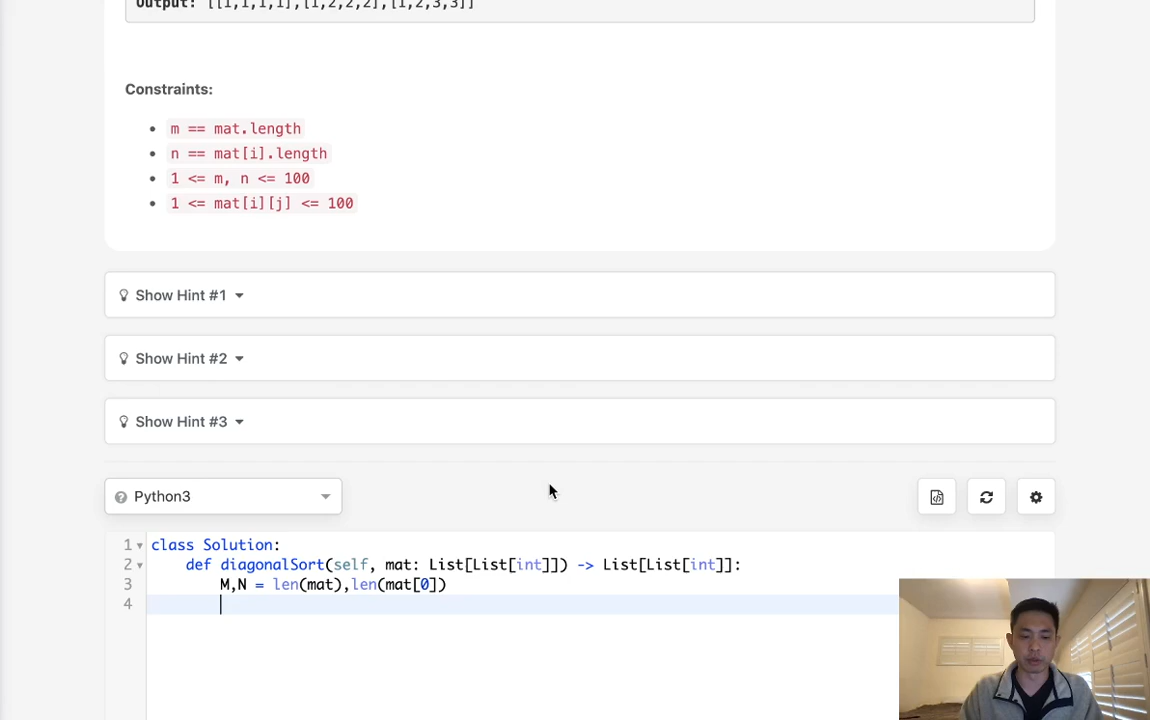 Output: [[1,1,1,1],[1,2,2,2],[1,2,3,3]]
Constraints:
m == mat.length
n == mat[i].length
1 <= m, n <= 100
1 <= mat[i][j] <= 100
Show Hint #1
Show Hint #2
Show Hint #3
Python3
1 class Solution:
2 def diagonalSort(self, mat: List[List[int]]) -> List[List[int]]:
3 M,N = len(mat),len(mat[0])
4